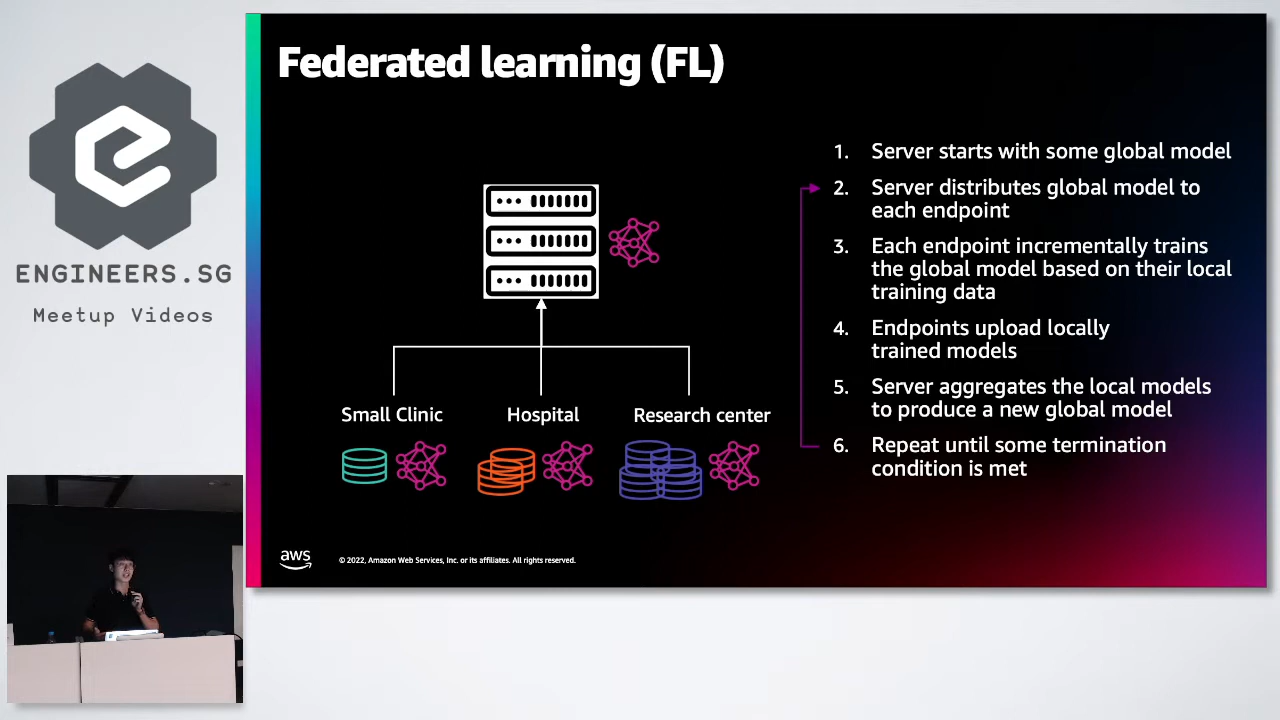 ENGINEERS.SG
Meetup Videos
Federated learning (FL)
Small Clinic
Hospital
Research center
1. Server starts with some global model
2. Server distributes global model to
each endpoint
3. Each endpoint incrementally trains
the global model based on their local
training data
4. Endpoints upload locally
trained models
5. Server aggregates the local models
to produce a new global model
6. Repeat until some termination
condition is met
aws
© 2022, Amazon Web Services, Inc. or its affiliates. All rights reserved.